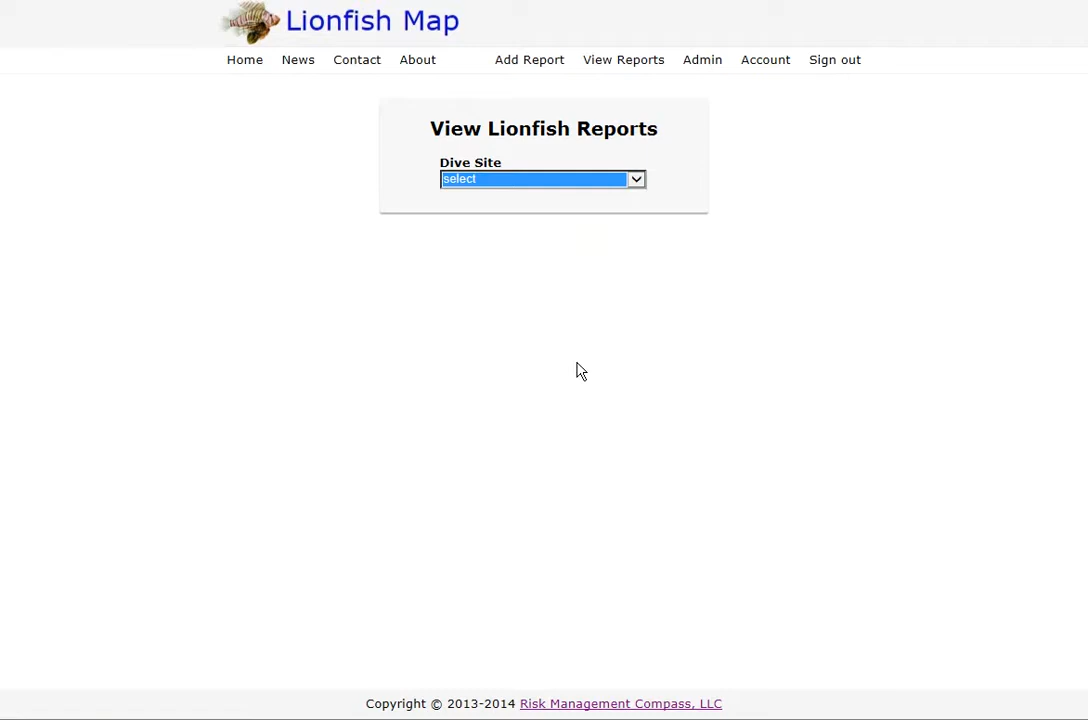 Lionfish Map
Home News Contact About Add Report View Reports Admin Account Sign out
View Lionfish Reports
Dive Site
select
Copyright © 2013-2014 Risk Management Compass, LLC